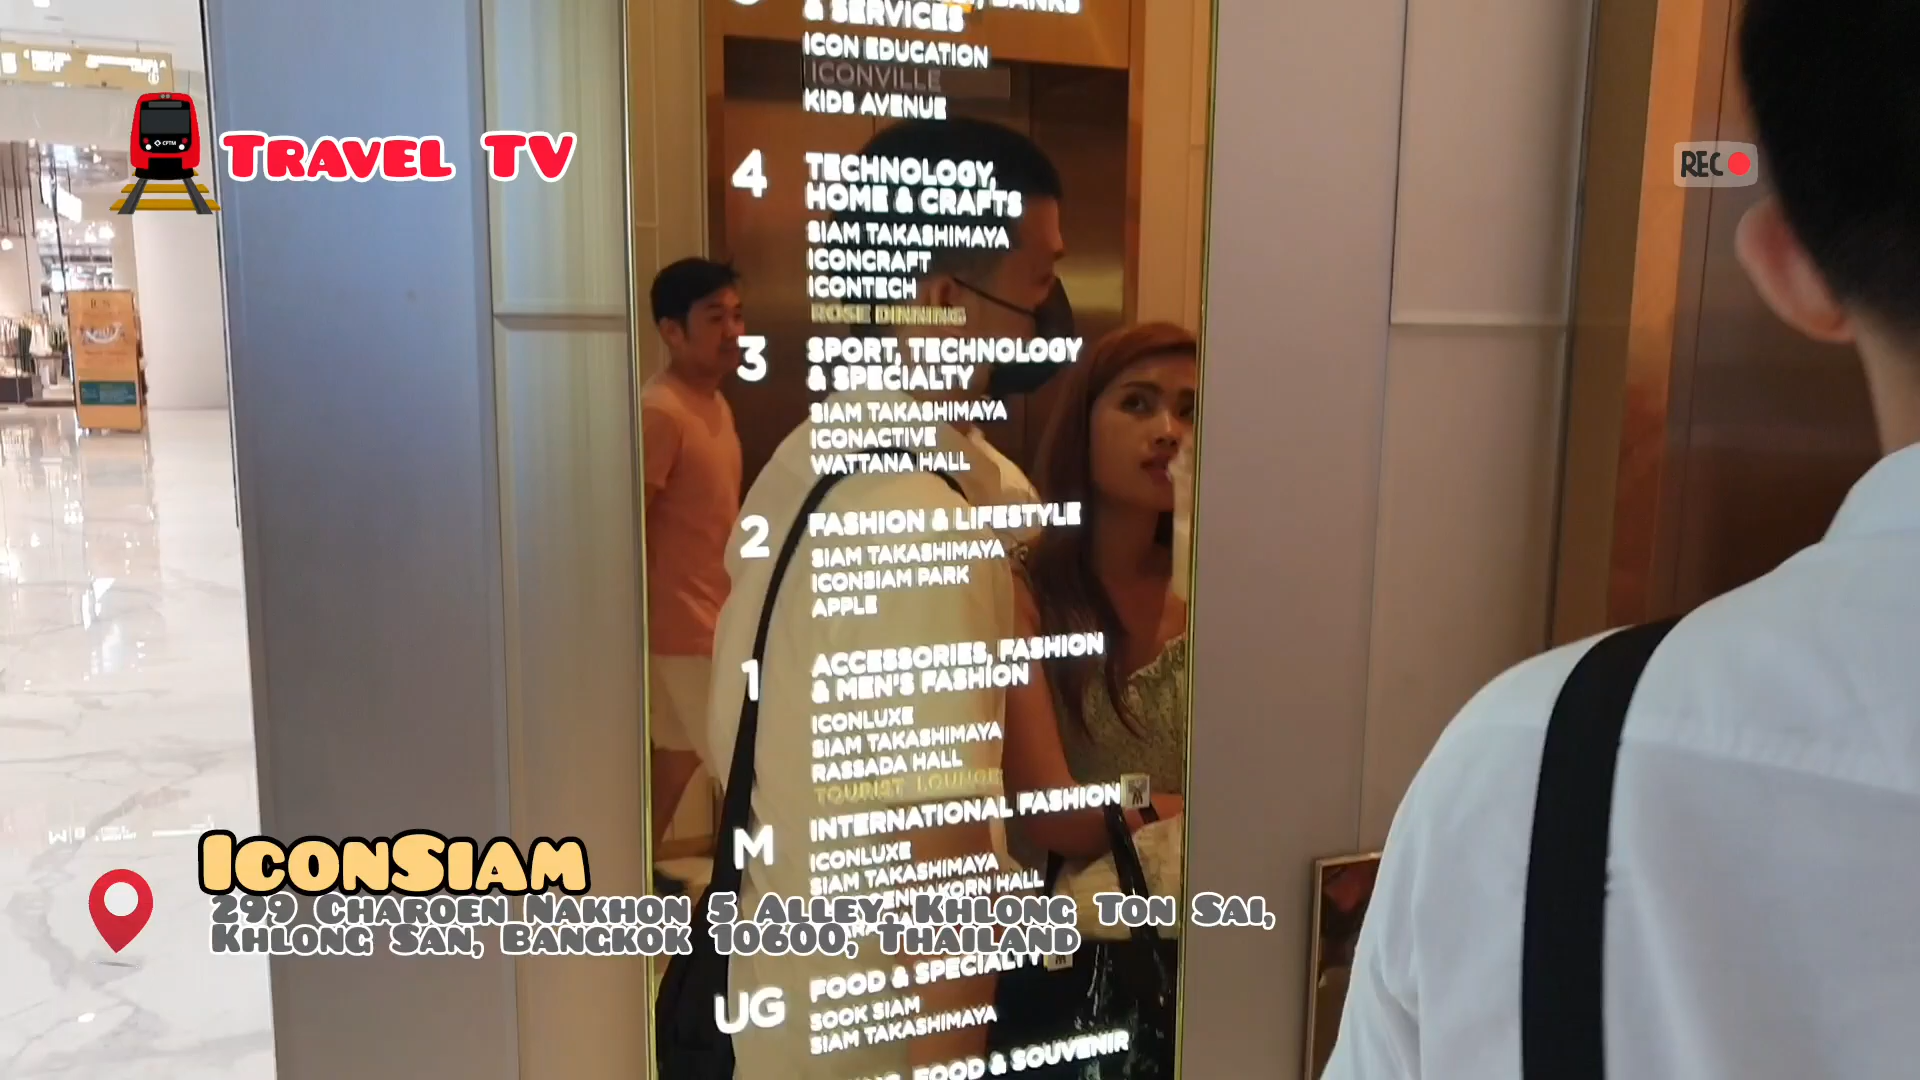 & SERVICES
ICON EDUCATION
ICONVILLE
KIDS AVENUE
Travel TV
REC
4 TECHNOLOGY,
HOME & CRAFTS
SIAM TAKASHIMAYA
ICONCRAFT
ICONTECH
ROSE DINNING
3 SPORT, TECHNOLOGY
& SPECIALTY
SIAM TAKASHIMAYA
ICONACTIVE
WATTANA HALL
2 FASHION & LIFESTYLE
SIAM TAKASHIMAYA
ICONSIAM PARK
APPLE
1 ACCESSORIES, FASHION
& MEN'S FASHION
ICONLUXE
SIAM TAKASHIMAYA
RASSADA HALL
TOURIST LOUNGE
M INTERNATIONAL FASHION
ICONLUXE
SIAM TAKASHIMAYA
HALL
IconSiam
299 Charoen Nakhon 5 Alley, Khlong Ton Sai,
Khlong San, Bangkok 10600, Thailand
UG FOOD & SPECIALTY
SOOK SIAM
SIAM TAKASHIMAYA
FOOD & SOUVENIR